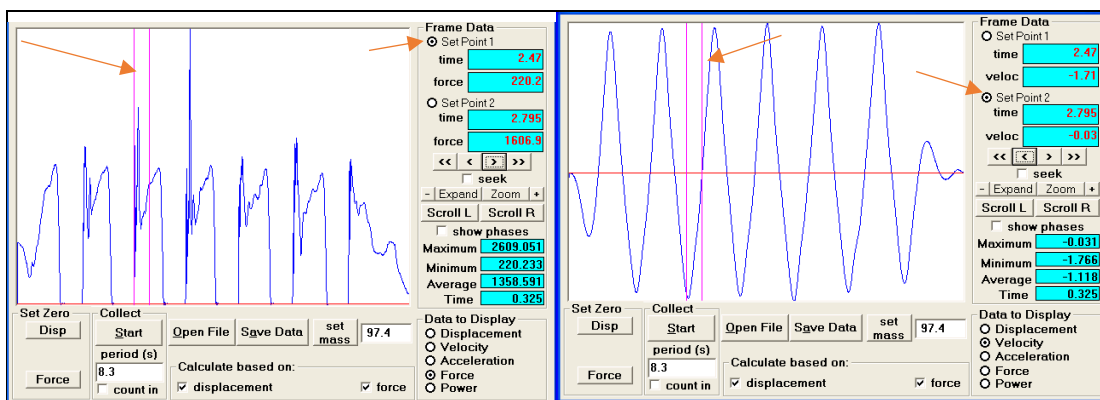 Frame Data
Set Point 1
time 2.47
force 220.2
Set Point 2
time 2.795
force 1606.9
<< < > >>
seek
- Expand Zoom +
Scroll L Scroll R
show phases
Maximum 2609.051
Minimum 220.233
Average 1358.591
Time 0.325
Set Zero
Disp
Force
Collect
Start
period (s)
8.3
count in
Open File Save Data set mass 97.4
Calculate based on:
displacement force
Data to Display
Displacement
Velocity
Acceleration
Force
Power
Frame Data
Set Point 1
time 2.47
veloc -1.71
Set Point 2
time 2.795
veloc -0.03
<< < > >>
seek
- Expand Zoom +
Scroll L Scroll R
show phases
Maximum -0.031
Minimum -1.766
Average -1.118
Time 0.325
Set Zero
Disp
Force
Collect
Start
period (s)
8.3
count in
Open File Save Data set mass 97.4
Calculate based on:
displacement force
Data to Display
Displacement
Velocity
Acceleration
Force
Power